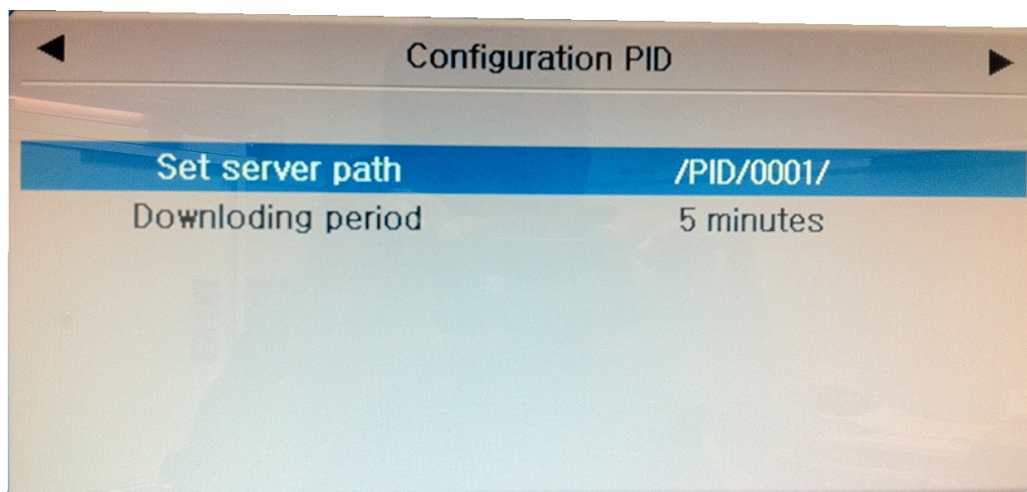 Configuration PID
Set server path /PID/0001/
Downloding period 5 minutes